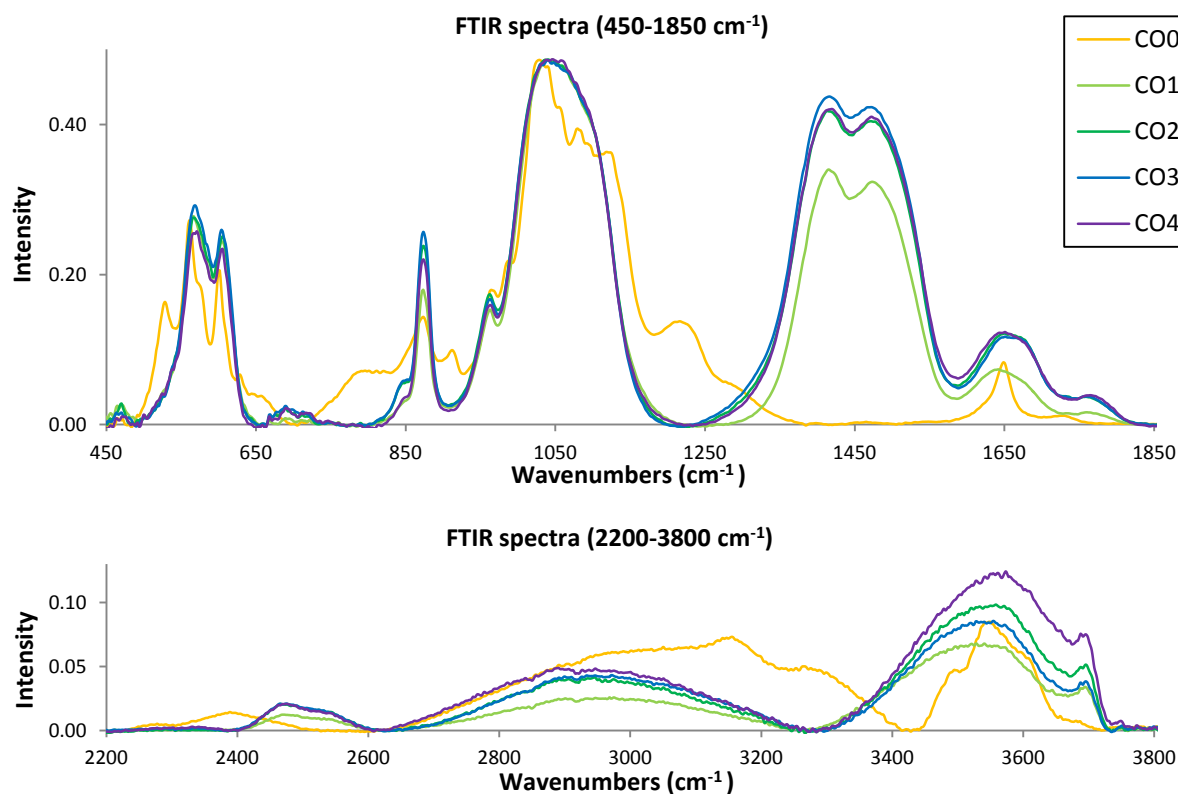 FTIR spectra (450-1850 cm⁻¹)
CO0
CO1
CO2
CO3
CO4
Intensity
0.40
0.20
0.00
450 650 850 1050 1250 1450 1650 1850
Wavenumbers (cm⁻¹)
FTIR spectra (2200-3800 cm⁻¹)
Intensity
0.10
0.05
0.00
2200 2400 2600 2800 3000 3200 3400 3600 3800
Wavenumbers (cm⁻¹)